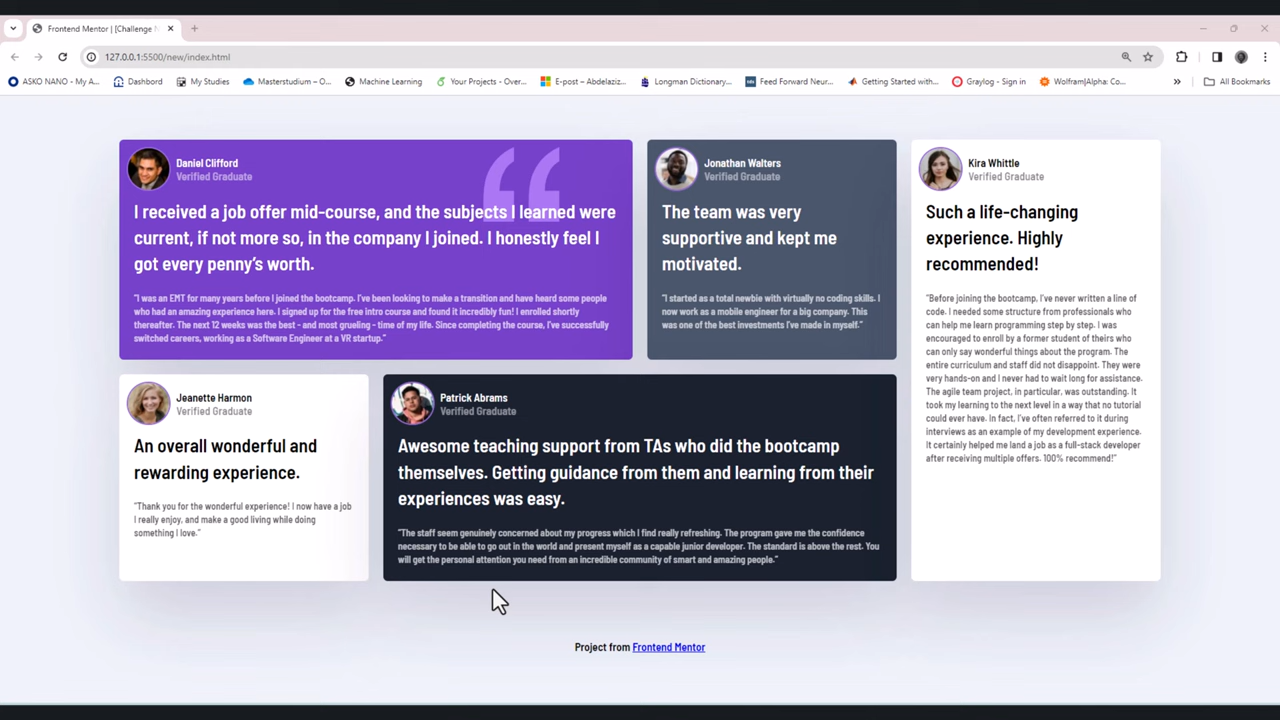 Frontend Mentor | [Challenge
127.0.0.1:5500/new/index.html
ASKO NANO - My A...
Dashbord
My Studies
Masterstudium – O...
Machine Learning
Your Projects - Over...
E-post – Abdelaziz...
Longman Dictionary...
Feed Forward Neur...
Getting Started with...
Graylog - Sign in
Wolfram|Alpha: Co...
All Bookmarks
Daniel Clifford
Verified Graduate
I received a job offer mid-course, and the subjects I learned were
current, if not more so, in the company I joined. I honestly feel I
got every penny’s worth.
“I was an EMT for many years before I joined the bootcamp. I’ve been looking to make a transition and have heard some people
who had an amazing experience here. I signed up for the free intro course and found it incredibly fun! I enrolled shortly
thereafter. The next 12 weeks was the best - and most grueling - time of my life. Since completing the course, I’ve successfully
switched careers, working as a Software Engineer at a VR startup.”
Jonathan Walters
Verified Graduate
The team was very
supportive and kept me
motivated.
“I started as a total newbie with virtually no coding skills. I
now work as a mobile engineer for a big company. This
was one of the best investments I’ve made in myself.”
Kira Whittle
Verified Graduate
Such a life-changing
experience. Highly
recommended!
“Before joining the bootcamp, I’ve never written a line of
code. I needed some structure from professionals who
can help me learn programming step by step. I was
encouraged to enroll by a former student of theirs who
can only say wonderful things about the program. The
entire curriculum and staff did not disappoint. They were
very hands-on and I never had to wait long for assistance.
The agile team project, in particular, was outstanding. It
took my learning to the next level in a way that no tutorial
could ever have. In fact, I’ve often referred to it during
interviews as an example of my development experience.
It certainly helped me land a job as a full-stack developer
after receiving multiple offers. 100% recommend!”
Jeanette Harmon
Verified Graduate
An overall wonderful and
rewarding experience.
“Thank you for the wonderful experience! I now have a job
I really enjoy, and make a good living while doing
something I love.”
Patrick Abrams
Verified Graduate
Awesome teaching support from TAs who did the bootcamp
themselves. Getting guidance from them and learning from their
experiences was easy.
“The staff seem genuinely concerned about my progress which I find really refreshing. The program gave me the confidence
necessary to be able to go out in the world and present myself as a capable junior developer. The standard is above the rest. You
will get the personal attention you need from an incredible community of smart and amazing people.”
Project from Frontend Mentor